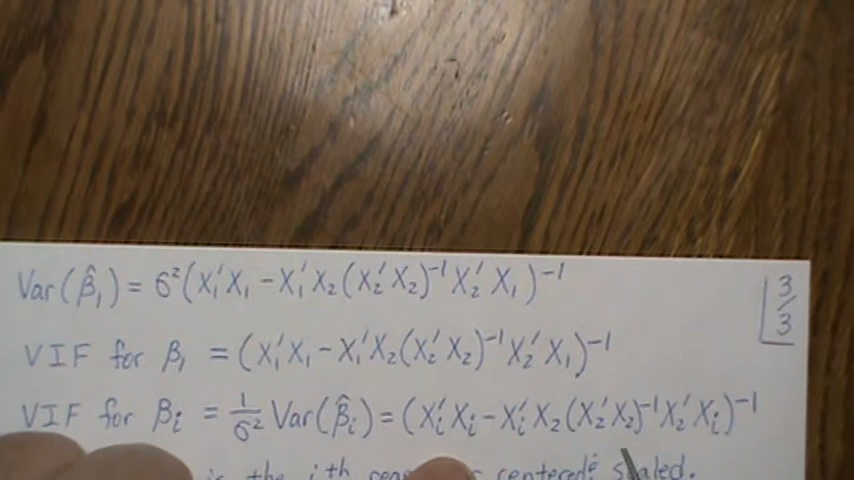 Var(β̂₁) = σ²(X₁'X₁ - X₁'X₂(X₂'X₂)⁻¹X₂'X₁)⁻¹
3/3
VIF for β₁ = (X₁'X₁ - X₁'X₂(X₂'X₂)⁻¹X₂'X₁)⁻¹
VIF for βᵢ = 1/σ² Var(β̂ᵢ) = (Xᵢ'Xᵢ - Xᵢ'X₂(X₂'X₂)⁻¹X₂'Xᵢ)⁻¹
is the ith centered & scaled.